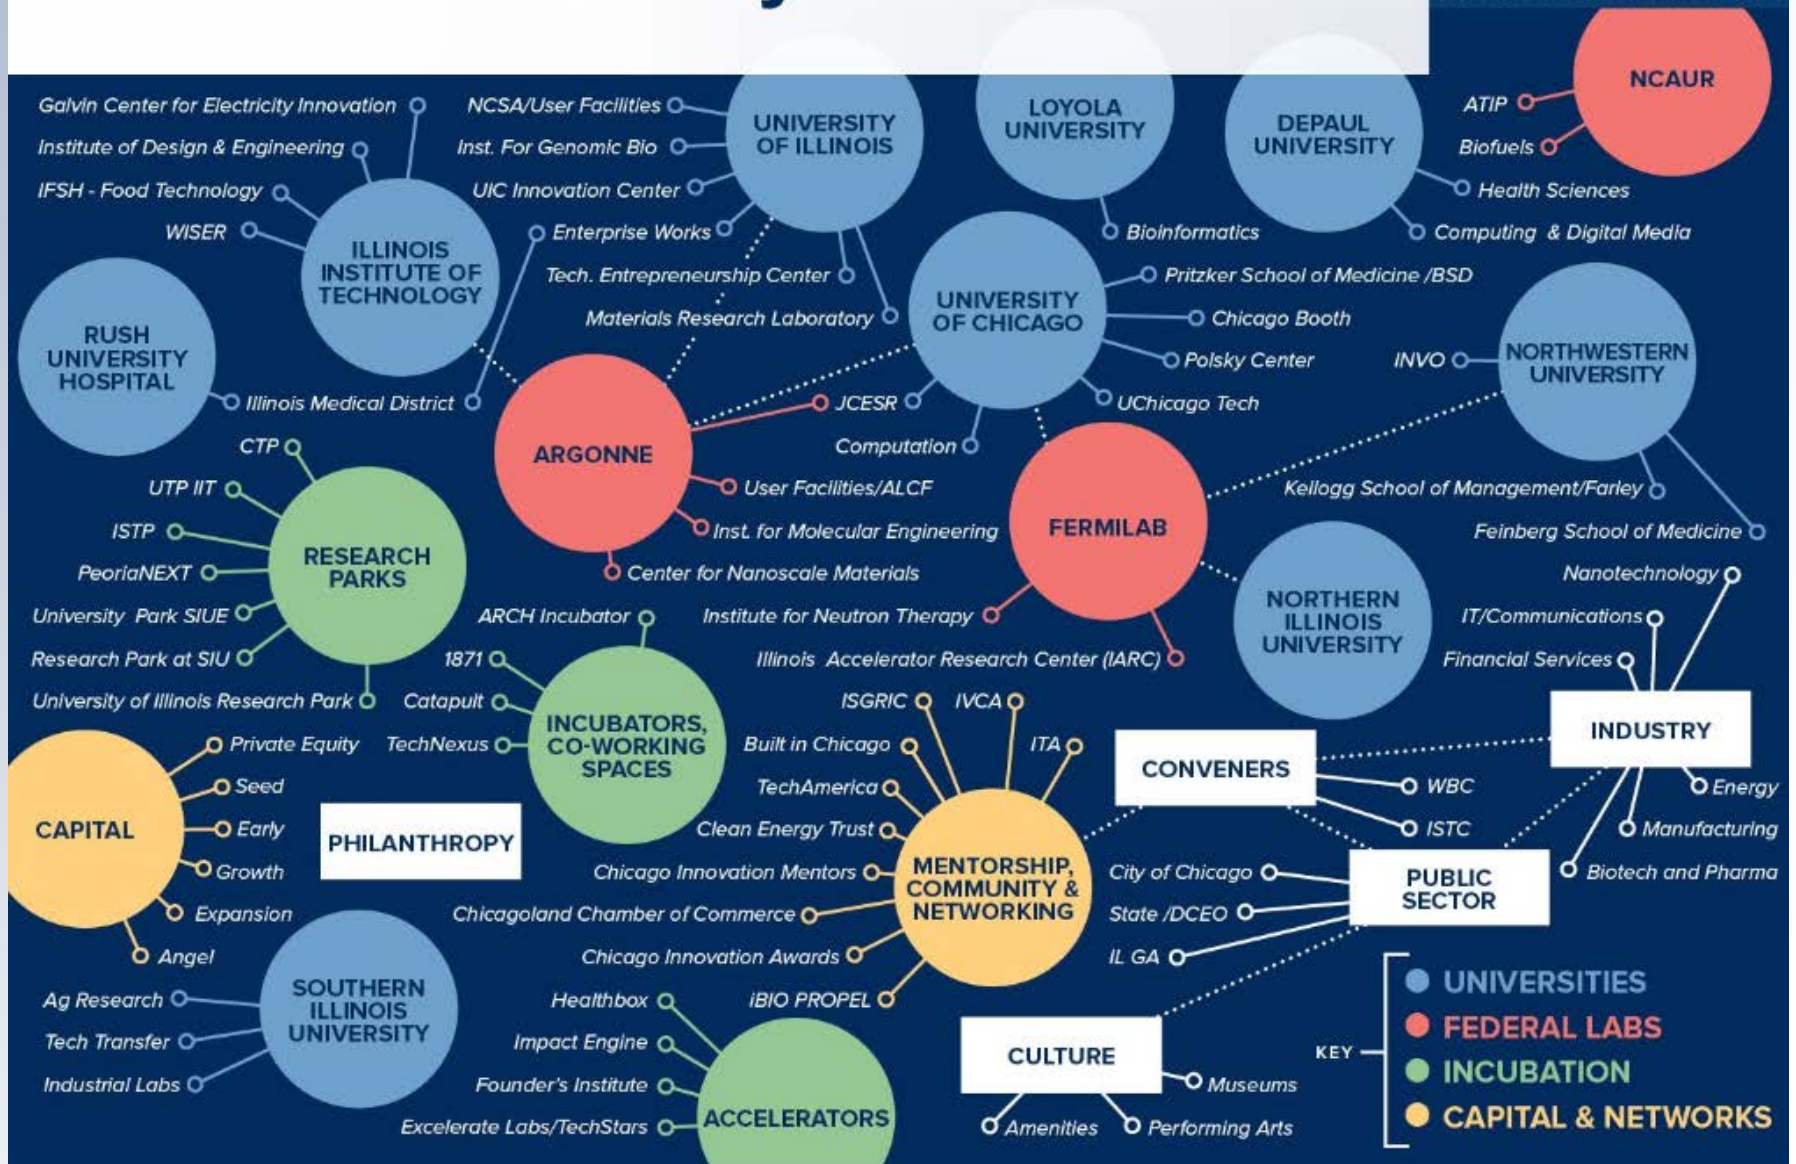 NCAUR
ATIP
Biofuels
Galvin Center for Electricity Innovation
Institute of Design & Engineering
IFSH - Food Technology
WISER
ILLINOIS
INSTITUTE OF
TECHNOLOGY
NCSA/User Facilities
Inst. For Genomic Bio
UIC Innovation Center
Enterprise Works
Tech. Entrepreneurship Center
Materials Research Laboratory
UNIVERSITY
OF ILLINOIS
LOYOLA
UNIVERSITY
Bioinformatics
DEPAUL
UNIVERSITY
Health Sciences
Computing & Digital Media
RUSH
UNIVERSITY
HOSPITAL
Illinois Medical District
UNIVERSITY
OF CHICAGO
Pritzker School of Medicine /BSD
Chicago Booth
Polsky Center
UChicago Tech
JCESR
Computation
INVO
NORTHWESTERN
UNIVERSITY
Kellogg School of Management/Farley
Feinberg School of Medicine
ARGONNE
User Facilities/ALCF
Inst. for Molecular Engineering
Center for Nanoscale Materials
FERMILAB
Institute for Neutron Therapy
Illinois Accelerator Research Center (IARC)
NORTHERN
ILLINOIS
UNIVERSITY
CTP
UTP IIT
ISTP
PeoriaNEXT
University Park SIUE
Research Park at SIU
University of Illinois Research Park
RESEARCH
PARKS
ARCH Incubator
1871
Catapult
TechNexus
INCUBATORS,
CO-WORKING
SPACES
Nanotechnology
IT/Communications
Financial Services
INDUSTRY
Energy
Manufacturing
Biotech and Pharma
CAPITAL
Private Equity
Seed
Early
Growth
Expansion
Angel
PHILANTHROPY
ISGRIC
IVCA
ITA
Built in Chicago
TechAmerica
Clean Energy Trust
Chicago Innovation Mentors
Chicagoland Chamber of Commerce
Chicago Innovation Awards
iBIO PROPEL
MENTORSHIP,
COMMUNITY &
NETWORKING
CONVENERS
WBC
ISTC
City of Chicago
State /DCEO
IL GA
PUBLIC
SECTOR
Ag Research
Tech Transfer
Industrial Labs
SOUTHERN
ILLINOIS
UNIVERSITY
Healthbox
Impact Engine
Founder's Institute
Excelerate Labs/TechStars
ACCELERATORS
CULTURE
Museums
Amenities
Performing Arts
KEY
UNIVERSITIES
FEDERAL LABS
INCUBATION
CAPITAL & NETWORKS